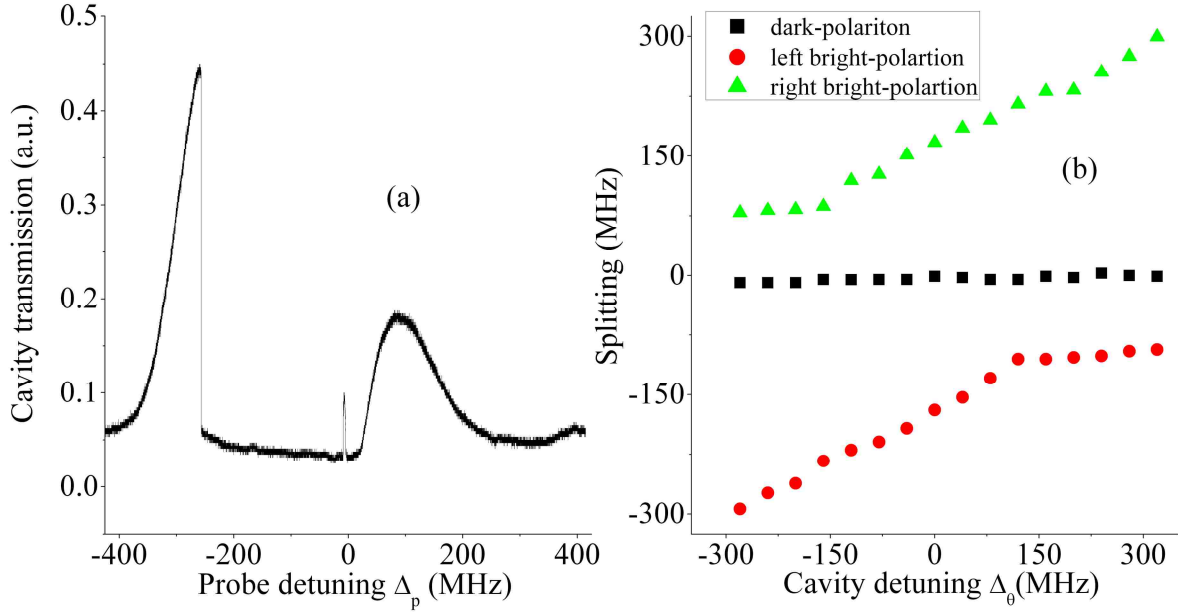 0.5
0.4
0.3
0.2
0.1
0.0
Cavity transmission (a.u.)
(a)
-400
-200
0
200
400
Probe detuning Δp (MHz)
dark-polariton
left bright-polartion
right bright-polartion
(b)
300
150
0
-150
-300
Splitting (MHz)
-300
-150
0
150
300
Cavity detuning Δθ(MHz)